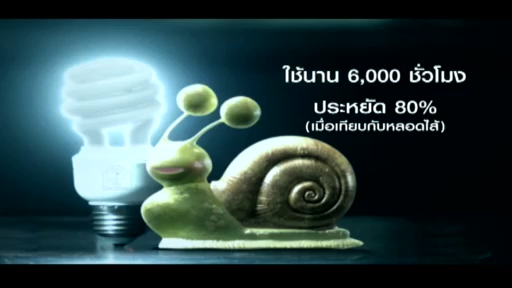 ใช้นาน 6,000 ชั่วโมง
ประหยัด 80%
(เมื่อเทียบกับหลอดไส้)